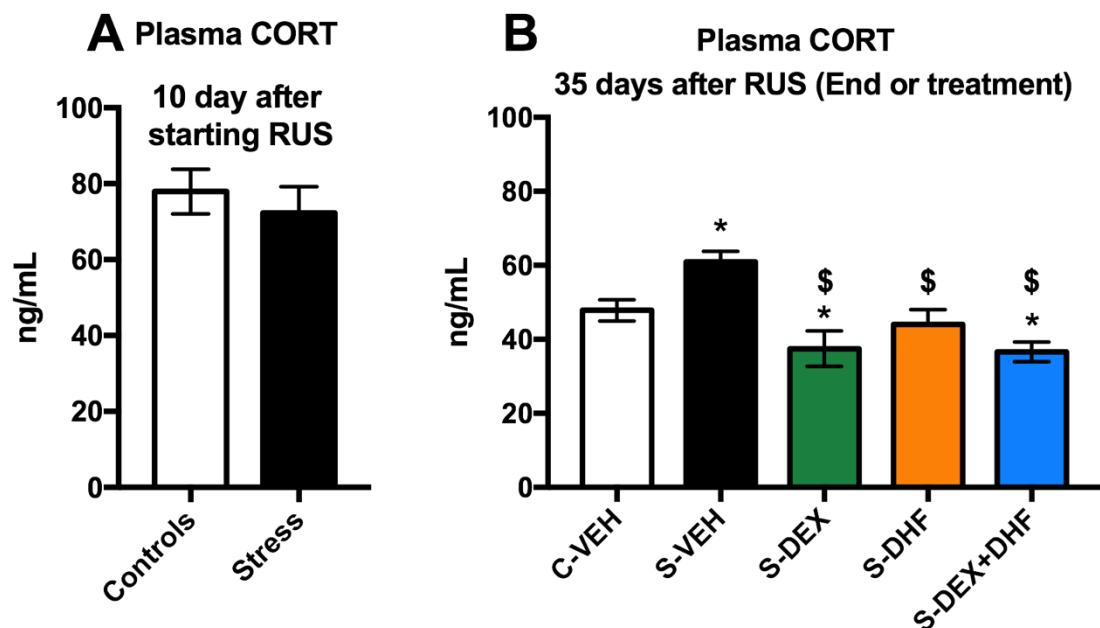 A Plasma CORT
10 day after
starting RUS
100
80
60
40
20
0
ng/mL
Controls
Stress
B Plasma CORT
35 days after RUS (End or treatment)
100
80
60
40
20
0
ng/mL
*
$
*
$
$
*
C-VEH
S-VEH
S-DEX
S-DHF
S-DEX+DHF